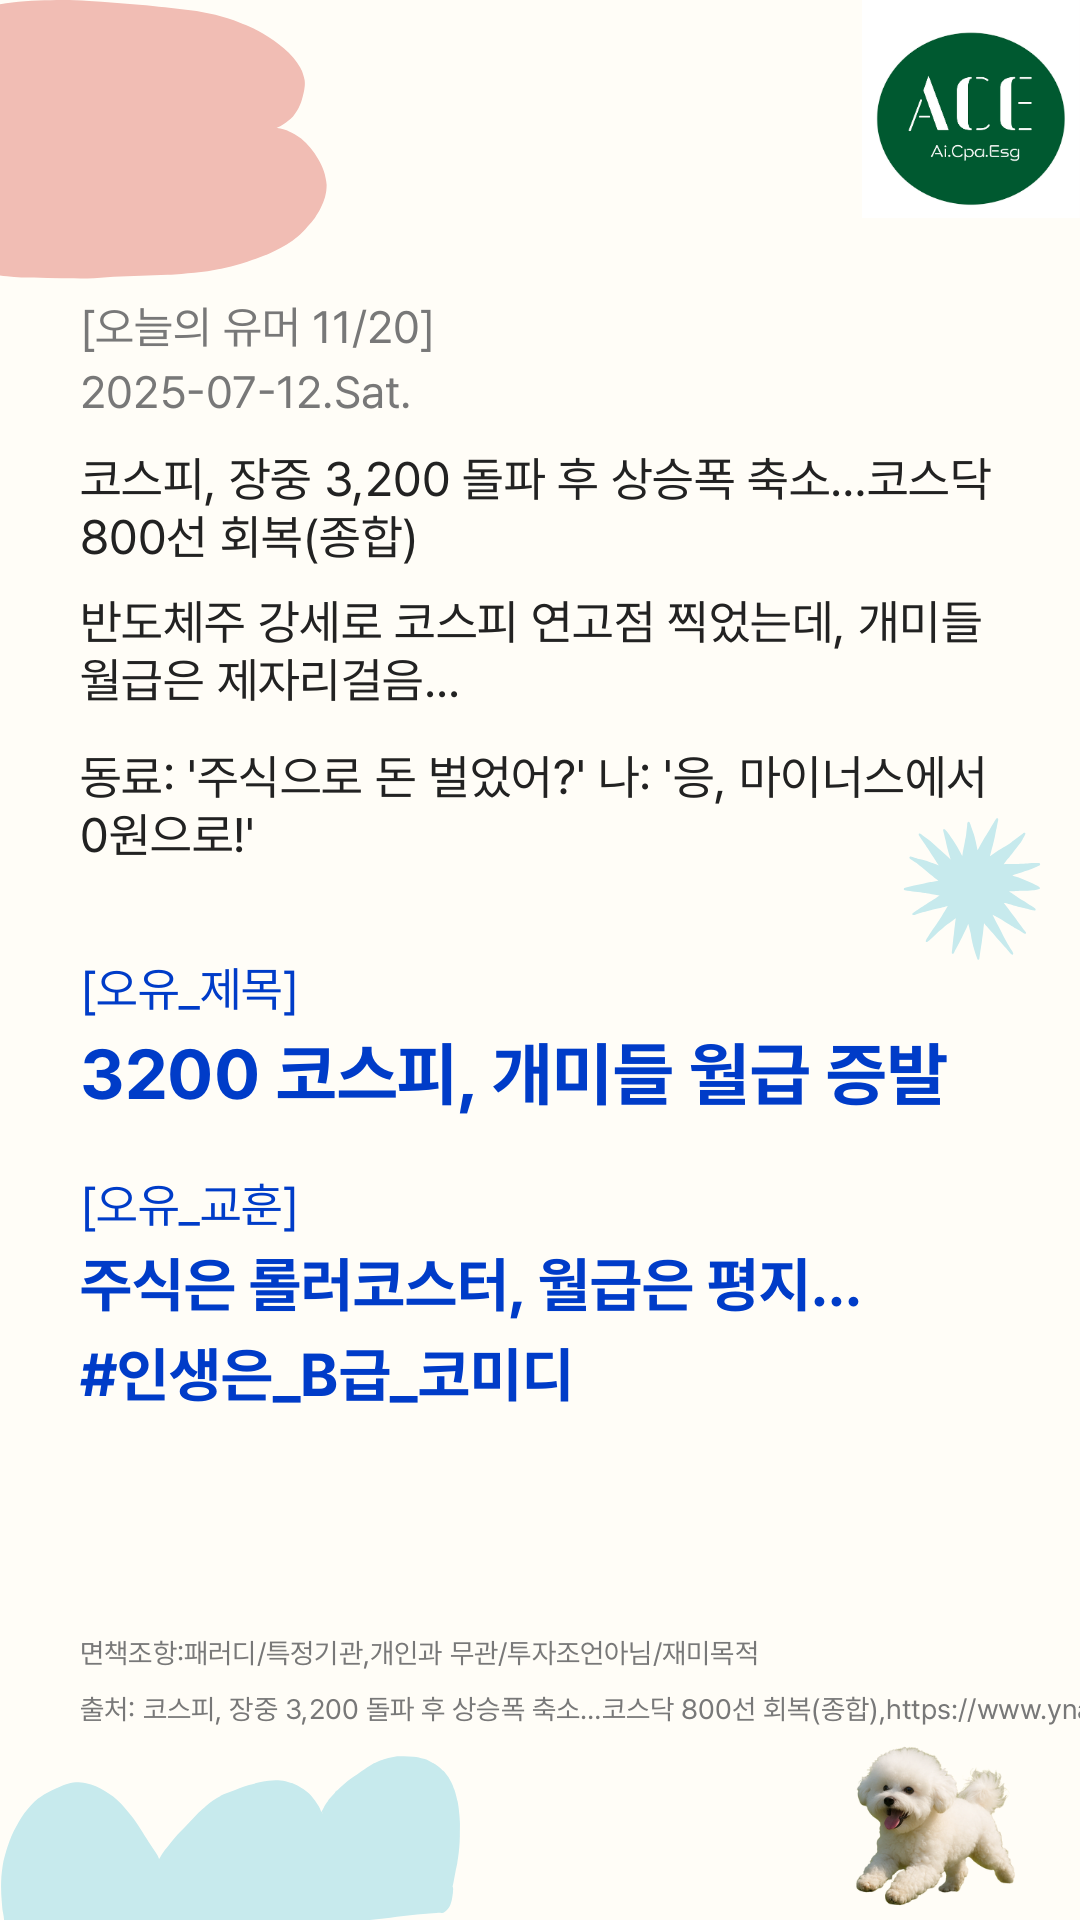 ACE
Ai.Cpa.Esg
[오늘의 유머 11/20]
2025-07-12.Sat.
코스피, 장중 3,200 돌파 후 상승폭 축소…코스닥
800선 회복(종합)
반도체주 강세로 코스피 연고점 찍었는데, 개미들
월급은 제자리걸음...
동료: '주식으로 돈 벌었어?' 나: '응, 마이너스에서
0원으로!'
[오유_제목]
3200 코스피, 개미들 월급 증발
[오유_교훈]
주식은 롤러코스터, 월급은 평지...
#인생은_B급_코미디
면책조항:패러디/특정기관,개인과 무관/투자조언아님/재미목적
출처: 코스피, 장중 3,200 돌파 후 상승폭 축소…코스닥 800선 회복(종합),https://www.yna